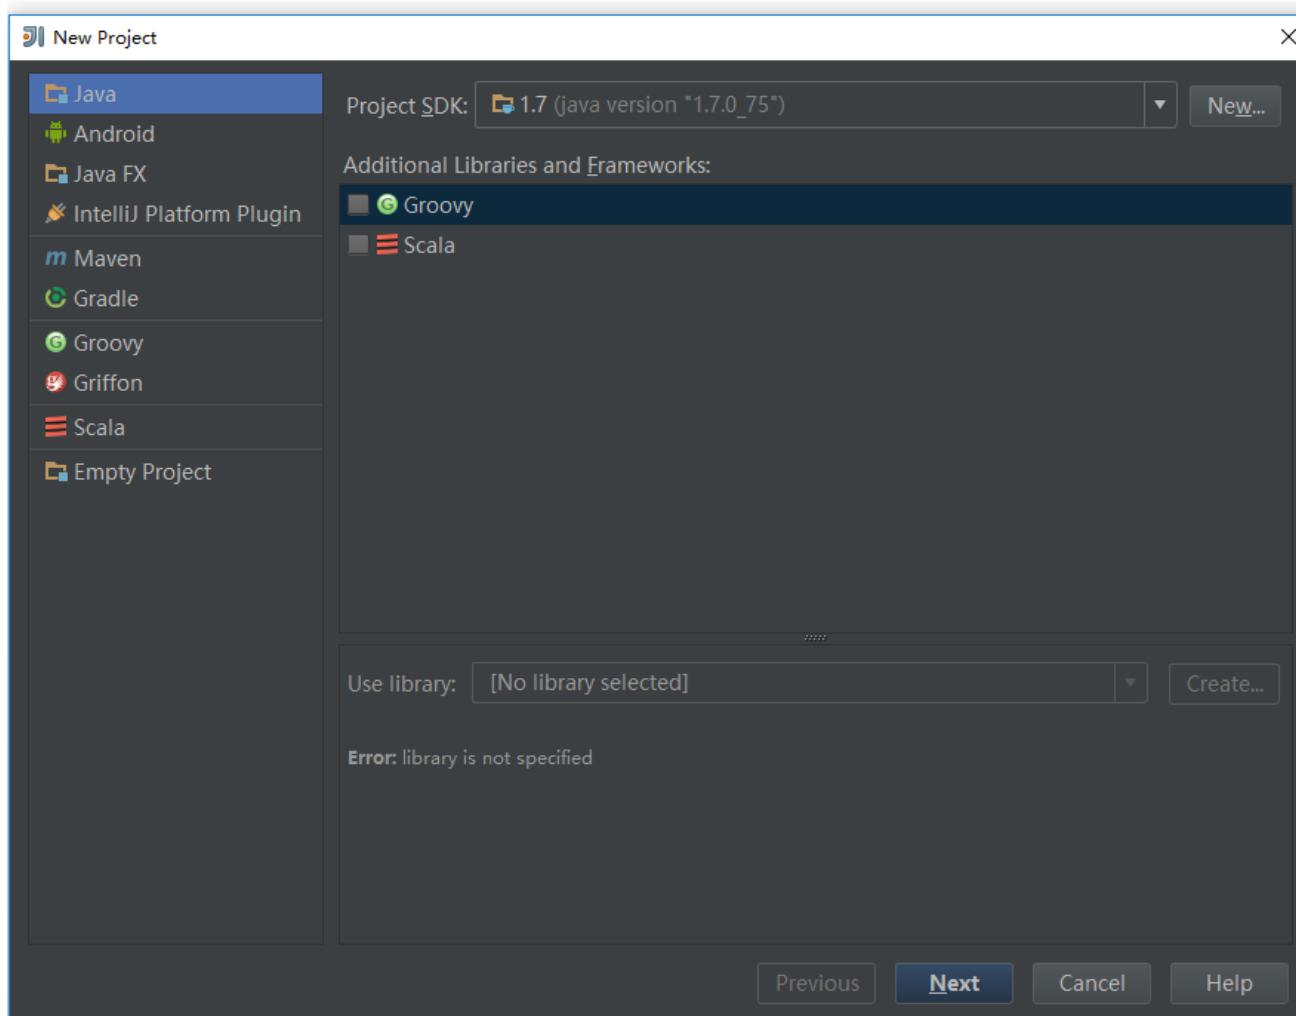 New Project
Java
Android
Java FX
IntelliJ Platform Plugin
Maven
Gradle
Groovy
Griffon
Scala
Empty Project
Project SDK: 1.7 (java version "1.7.0_75") New...
Additional Libraries and Frameworks:
Groovy
Scala
Use library: [No library selected] Create...
Error: library is not specified
Previous Next Cancel Help